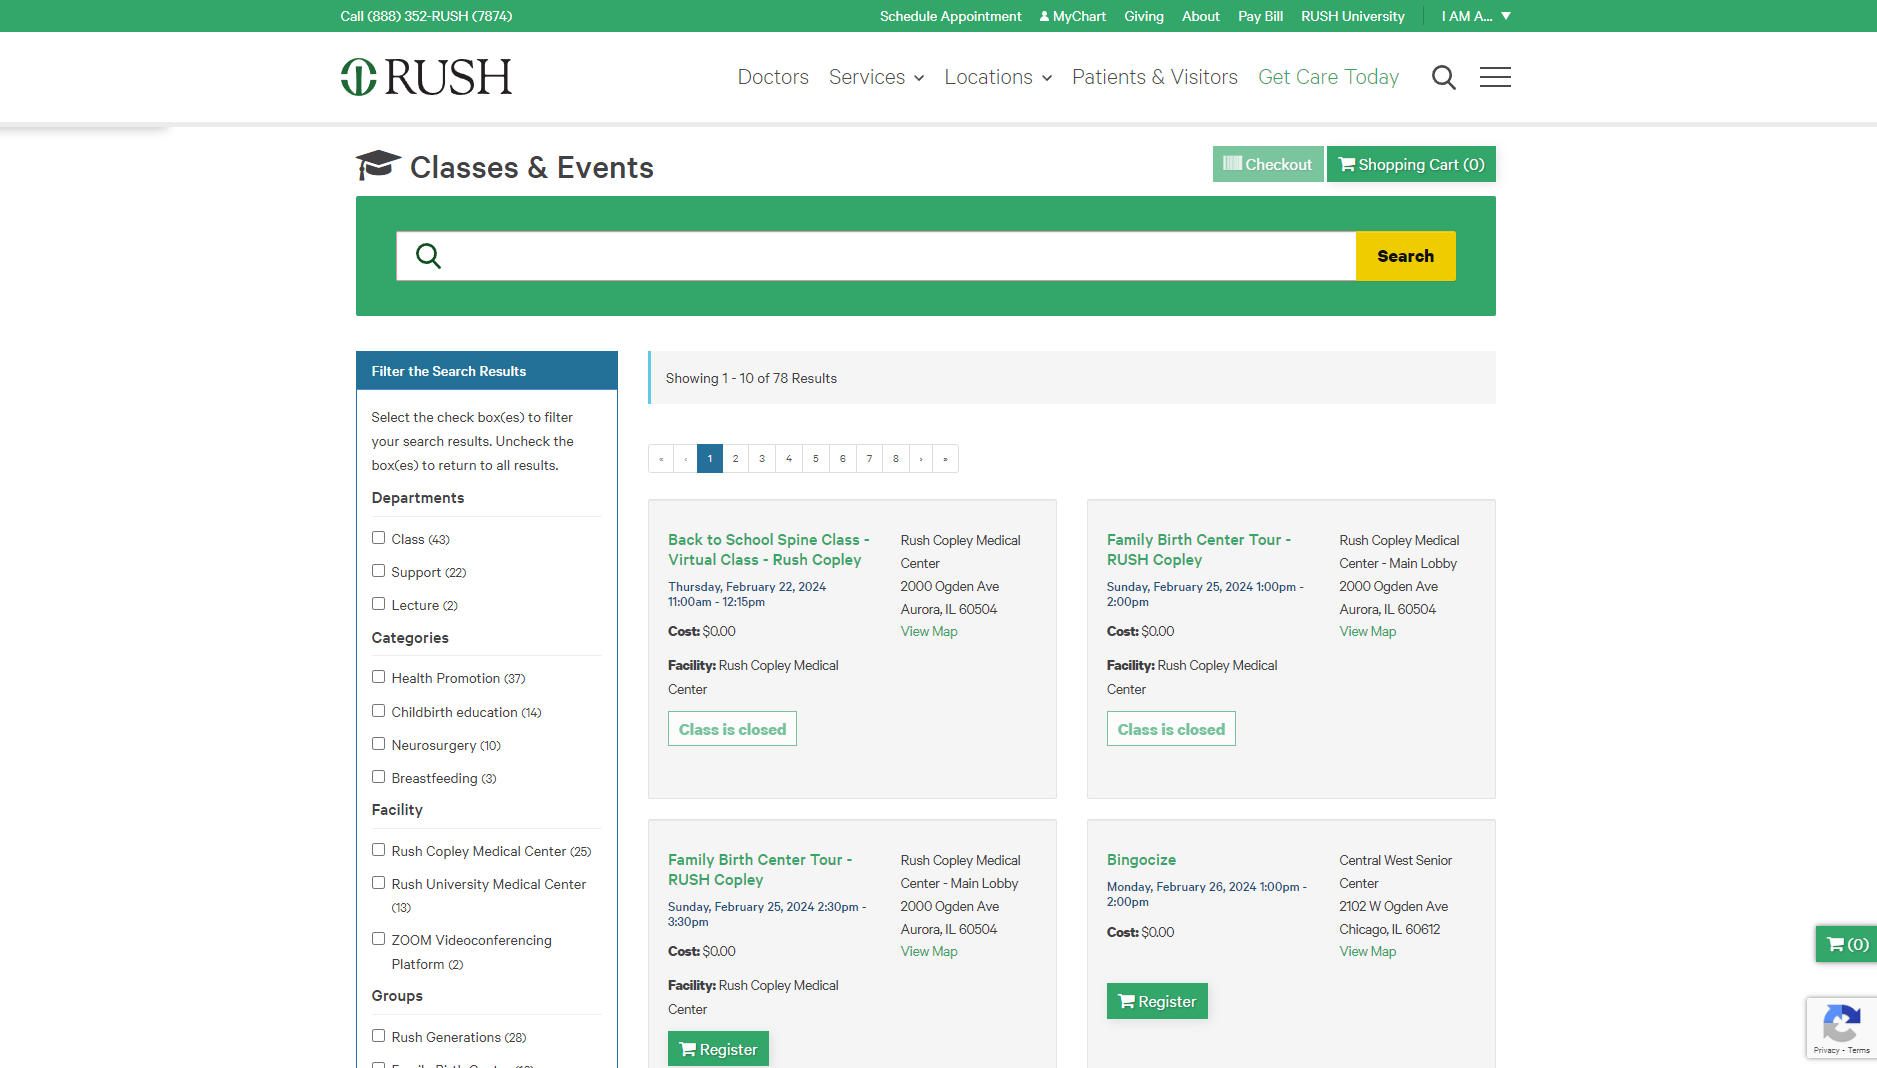 Call (888) 352-RUSH (7874)
Schedule Appointment MyChart Giving About Pay Bill RUSH University I AM A... ▼
RUSH
Doctors Services Locations Patients & Visitors Get Care Today
Classes & Events
Checkout
Shopping Cart (0)
Search
Filter the Search Results
Select the check box(es) to filter
your search results. Uncheck the
box(es) to return to all results.
Departments
Class (43)
Support (22)
Lecture (2)
Categories
Health Promotion (37)
Childbirth education (14)
Neurosurgery (10)
Breastfeeding (3)
Facility
Rush Copley Medical Center (25)
Rush University Medical Center
(13)
ZOOM Videoconferencing
Platform (2)
Groups
Rush Generations (28)
Showing 1 - 10 of 78 Results
« ‹ 1 2 3 4 5 6 7 8 › »
Back to School Spine Class -
Virtual Class - Rush Copley
Thursday, February 22, 2024
11:00am - 12:15pm
Cost: $0.00
Facility: Rush Copley Medical
Center
Class is closed
Rush Copley Medical
Center
2000 Ogden Ave
Aurora, IL 60504
View Map
Family Birth Center Tour -
RUSH Copley
Sunday, February 25, 2024 1:00pm -
2:00pm
Cost: $0.00
Facility: Rush Copley Medical
Center
Class is closed
Rush Copley Medical
Center - Main Lobby
2000 Ogden Ave
Aurora, IL 60504
View Map
Family Birth Center Tour -
RUSH Copley
Sunday, February 25, 2024 2:30pm -
3:30pm
Cost: $0.00
Facility: Rush Copley Medical
Center
Register
Rush Copley Medical
Center - Main Lobby
2000 Ogden Ave
Aurora, IL 60504
View Map
Bingocize
Monday, February 26, 2024 1:00pm -
2:00pm
Cost: $0.00
Register
Central West Senior
Center
2102 W Ogden Ave
Chicago, IL 60612
View Map
(0)
Privacy - Terms